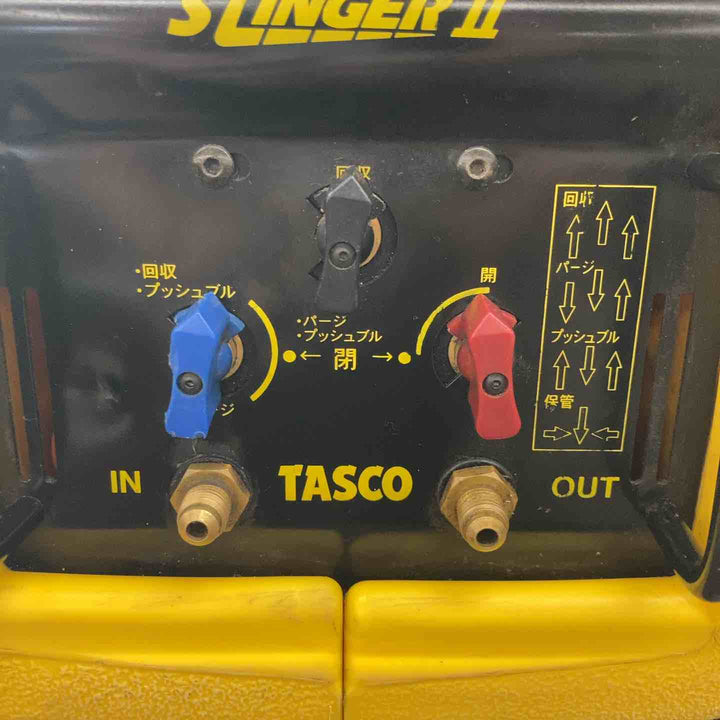 SLINGER II
回収
・回収
・プッシュプル
開
・パージ
・プッシュプル
← 閉 →
ージ
IN
TASCO
OUT
回収
パージ
プッシュプル
保管